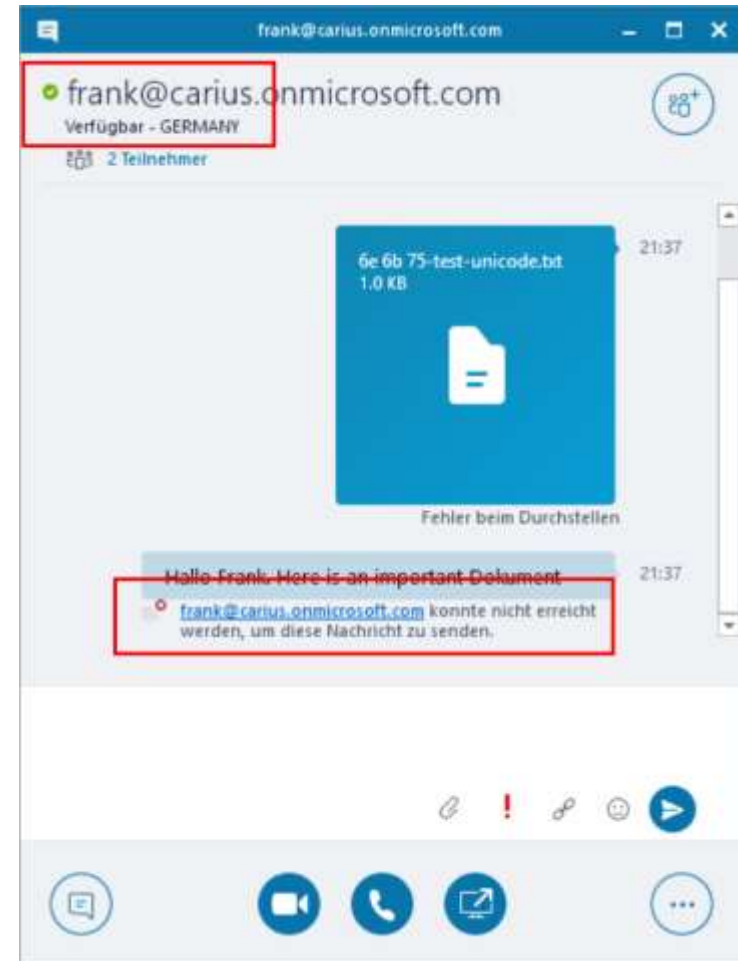 frank@carius.onmicrosoft.com
frank@carius.onmicrosoft.com
Verfügbar - GERMANY
2 Teilnehmer
6e 6b 75-test-unicode.txt
1.0 KB
21:37
Fehler beim Durchstellen
Hallo Frank. Here is an important Dokument
21:37
frank@carius.onmicrosoft.com konnte nicht erreicht
werden, um diese Nachricht zu senden.